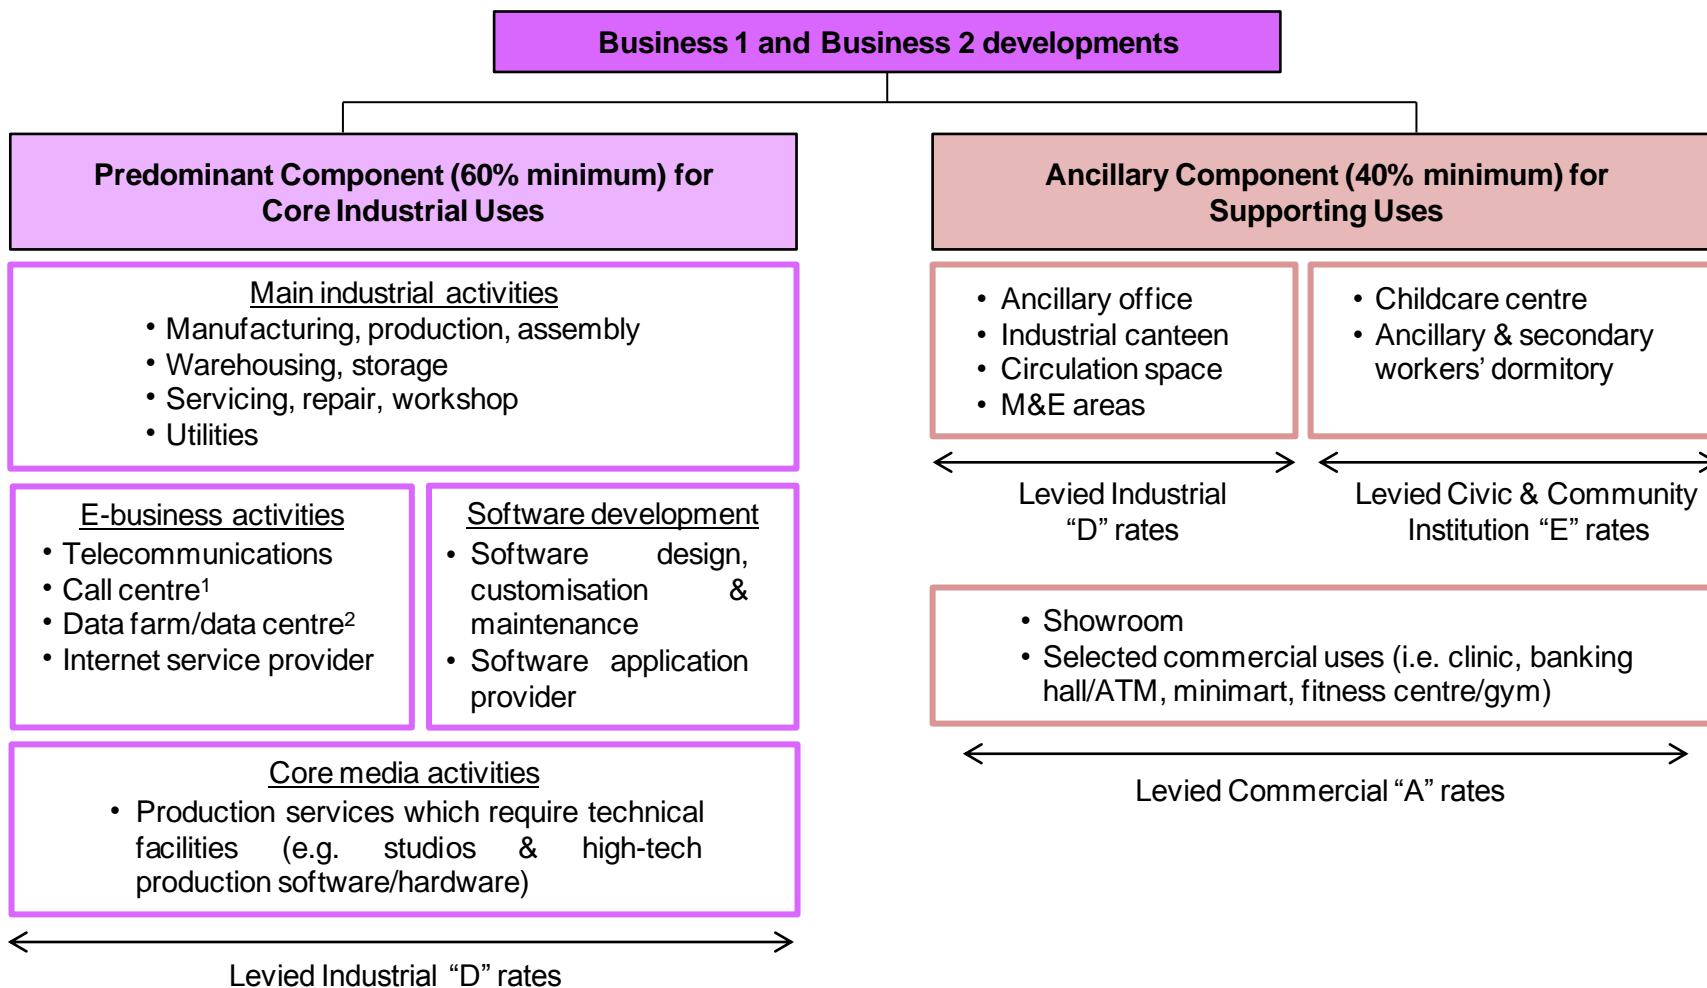 Business 1 and Business 2 developments
Predominant Component (60% minimum) for
Core Industrial Uses
Main industrial activities
• Manufacturing, production, assembly
• Warehousing, storage
• Servicing, repair, workshop
• Utilities
E-business activities
• Telecommunications
• Call centre¹
• Data farm/data centre²
• Internet service provider
Software development
• Software design,
customisation &
maintenance
• Software application
provider
Core media activities
• Production services which require technical
facilities (e.g. studios & high-tech
production software/hardware)
Levied Industrial “D” rates
Ancillary Component (40% minimum) for
Supporting Uses
• Ancillary office
• Industrial canteen
• Circulation space
• M&E areas
Levied Industrial
“D” rates
• Childcare centre
• Ancillary & secondary
workers’ dormitory
Levied Civic & Community
Institution “E” rates
• Showroom
• Selected commercial uses (i.e. clinic, banking
hall/ATM, minimart, fitness centre/gym)
Levied Commercial “A” rates